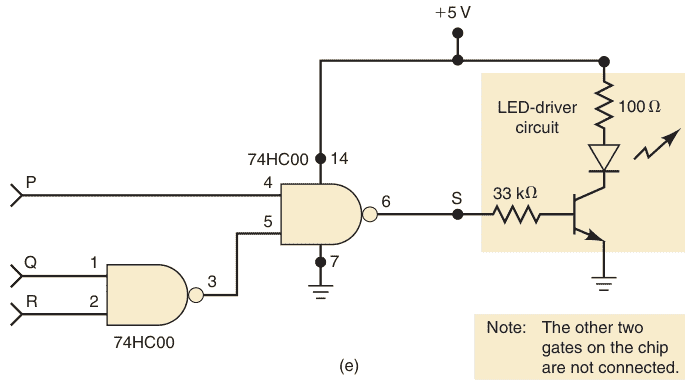 +5 V
LED-driver
circuit
100 Ω
74HC00
14
P
4
6
S
33 kΩ
5
7
Q
1
3
R
2
74HC00
(e)
Note: The other two
gates on the chip
are not connected.